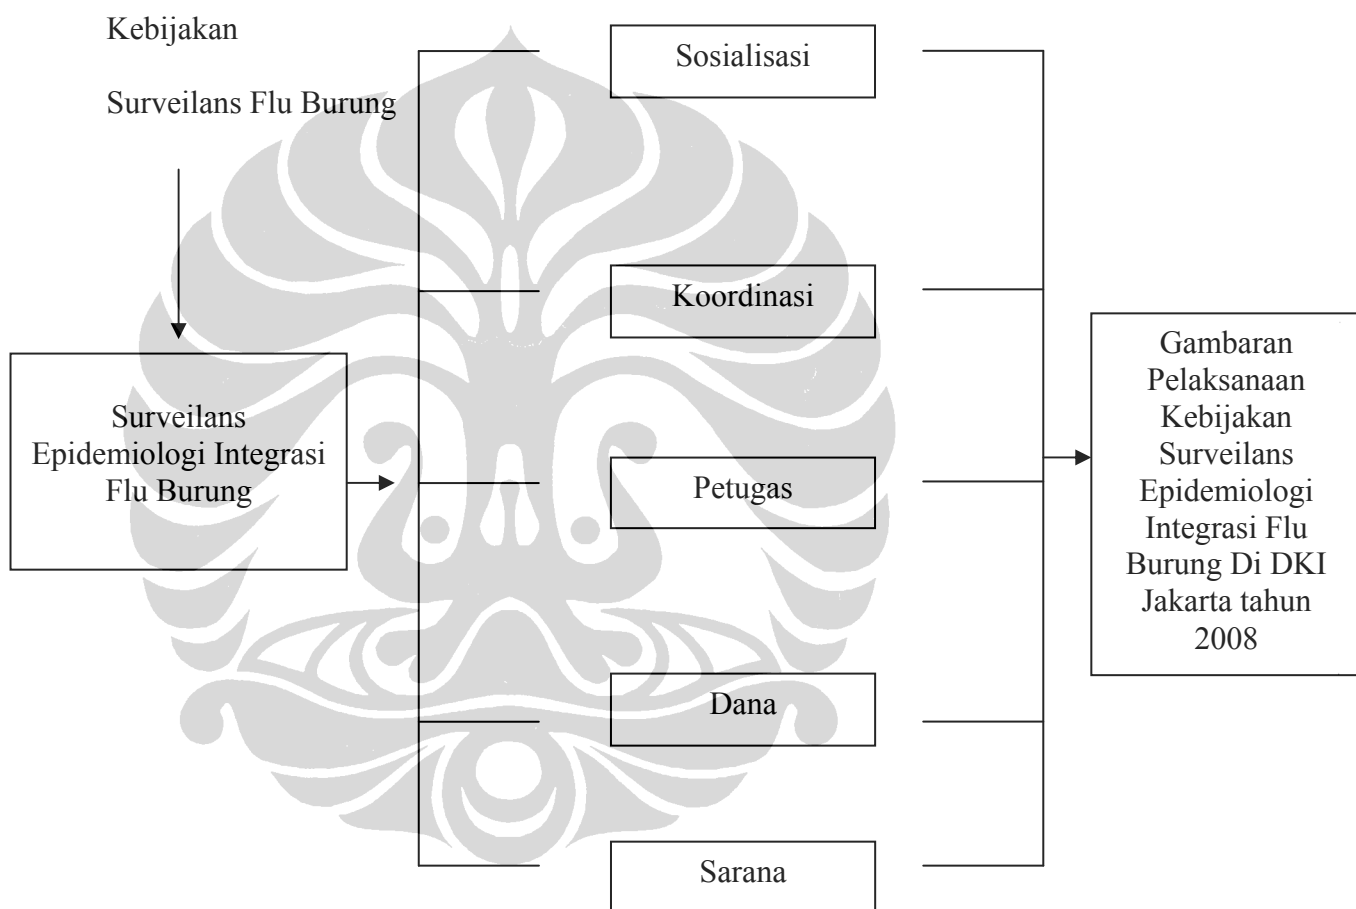 Kebijakan
Surveilans Flu Burung
Surveilans
Epidemiologi Integrasi
Flu Burung
Sosialisasi
Koordinasi
Petugas
Dana
Sarana
Gambaran
Pelaksanaan
Kebijakan
Surveilans
Epidemiologi
Integrasi Flu
Burung Di DKI
Jakarta tahun
2008